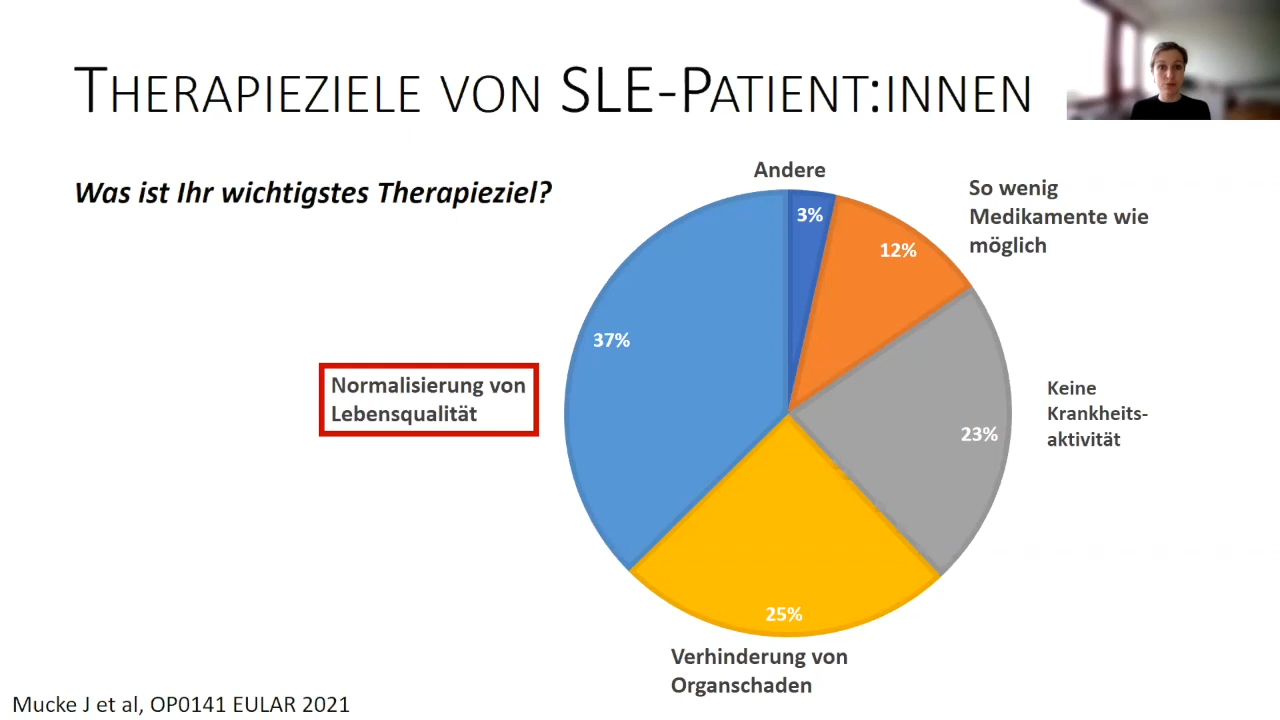 THERAPIEZIELE VON SLE-PATIENT:INNEN
Was ist Ihr wichtigstes Therapieziel?
Andere
3%
So wenig
Medikamente wie
möglich
12%
37%
Normalisierung von
Lebensqualität
Keine
Krankheits-
aktivität
23%
25%
Verhinderung von
Organschaden
Mucke J et al, OP0141 EULAR 2021